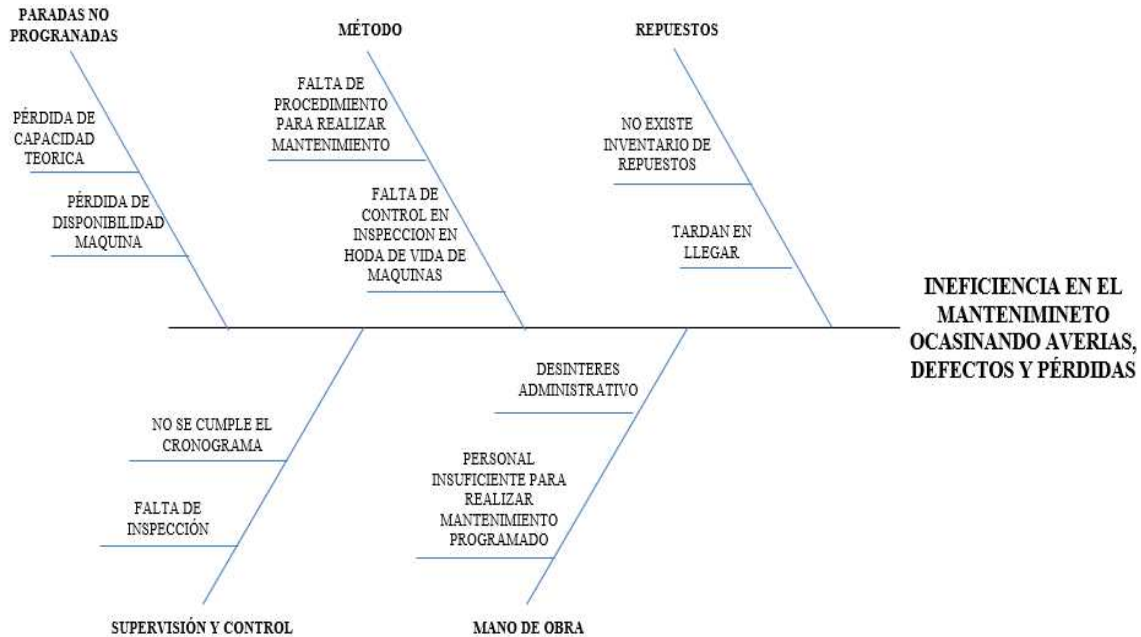 PARADAS NO
PROGRANADAS
MÉTODO
REPUESTOS
PÉRDIDA DE
CAPACIDAD
TEORICA
PÉRDIDA DE
DISPONIBILIDAD
MAQUINA
FALTA DE
PROCEDIMIENTO
PARA REALIZAR
MANTENIMIENTO
FALTA DE
CONTROL EN
INSPECCION EN
HODA DE VIDA DE
MAQUINAS
NO EXISTE
INVENTARIO DE
REPUESTOS
TARDAN EN
LLEGAR
INEFICIENCIA EN EL
MANTENIMINETO
OCASINANDO AVERIAS,
DEFECTOS Y PÉRDIDAS
NO SE CUMPLE EL
CRONOGRAMA
FALTA DE
INSPECCIÓN
DESINTERES
ADMINISTRATIVO
PERSONAL
INSUFICIENTE PARA
REALIZAR
MANTENIMIENTO
PROGRAMADO
SUPERVISIÓN Y CONTROL
MANO DE OBRA